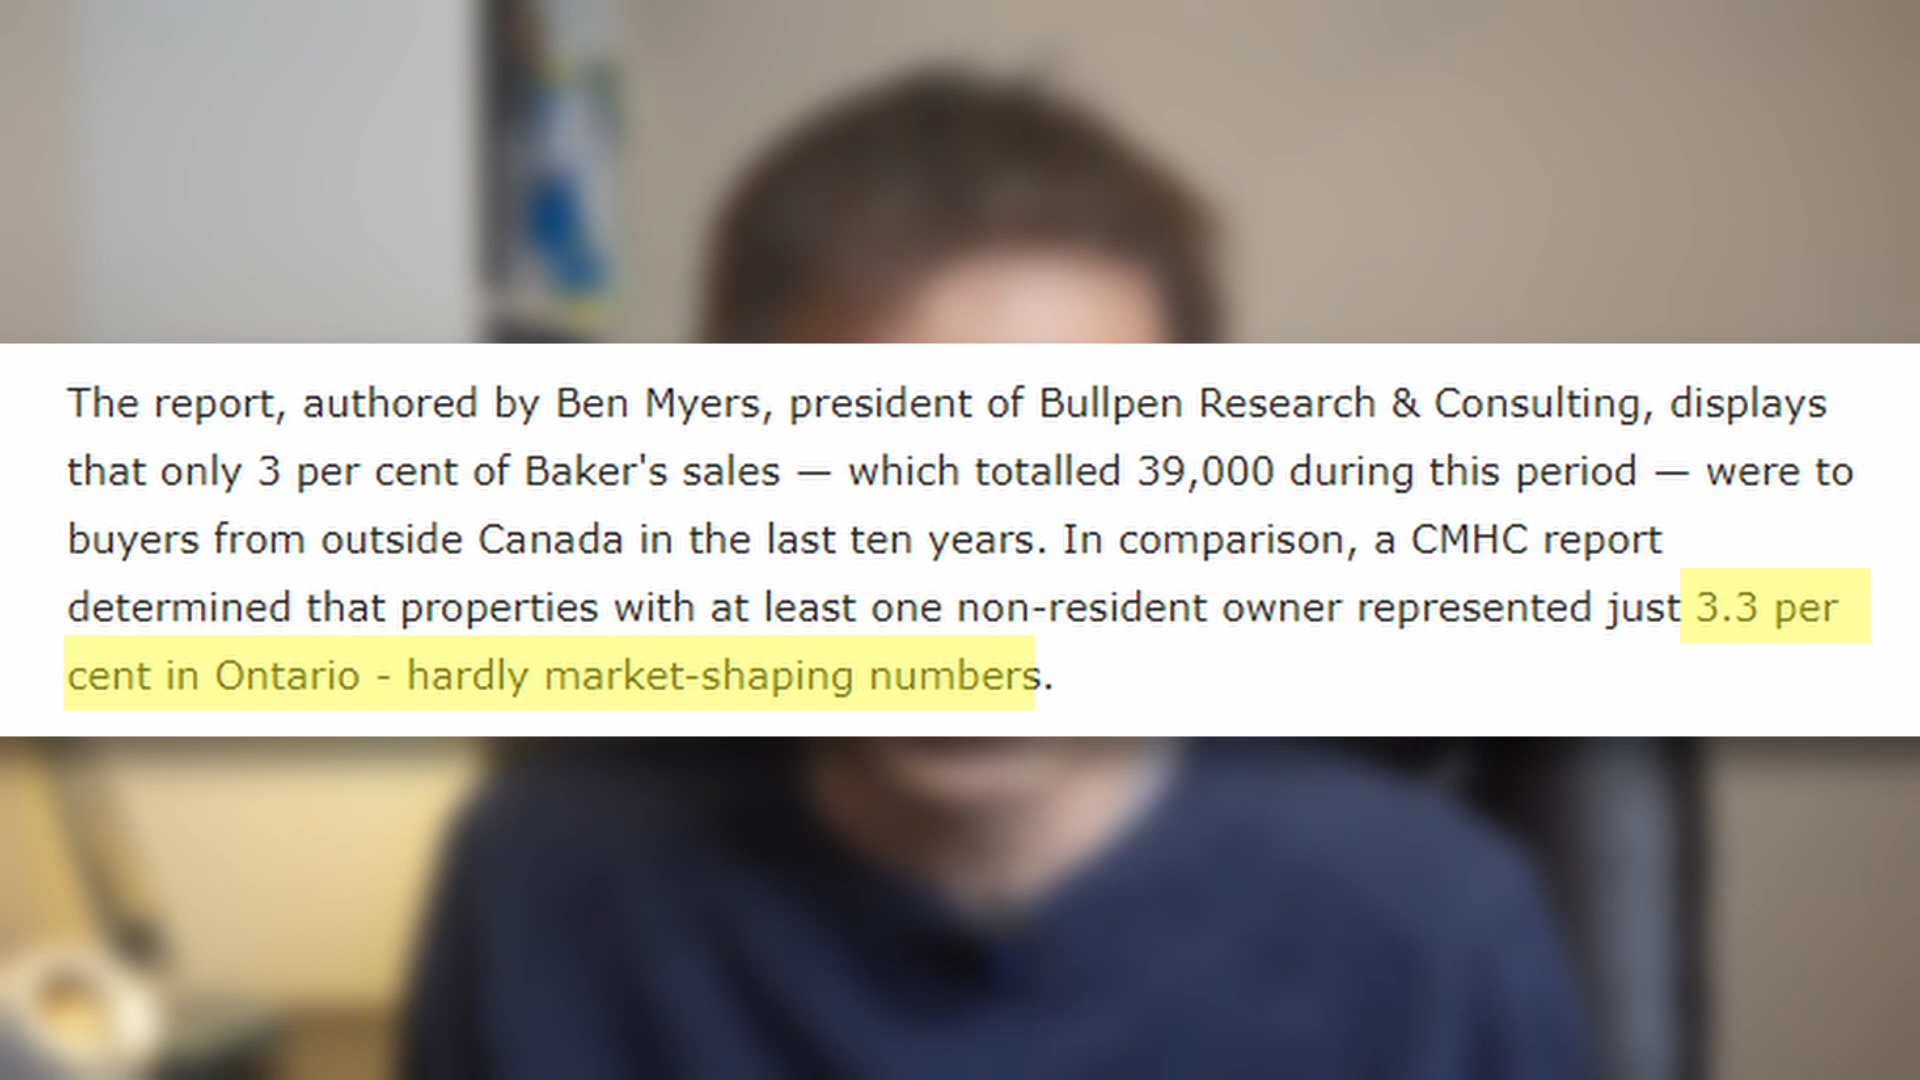 The report, authored by Ben Myers, president of Bullpen Research & Consulting, displays
that only 3 per cent of Baker's sales — which totalled 39,000 during this period — were to
buyers from outside Canada in the last ten years. In comparison, a CMHC report
determined that properties with at least one non-resident owner represented just 3.3 per
cent in Ontario - hardly market-shaping numbers.